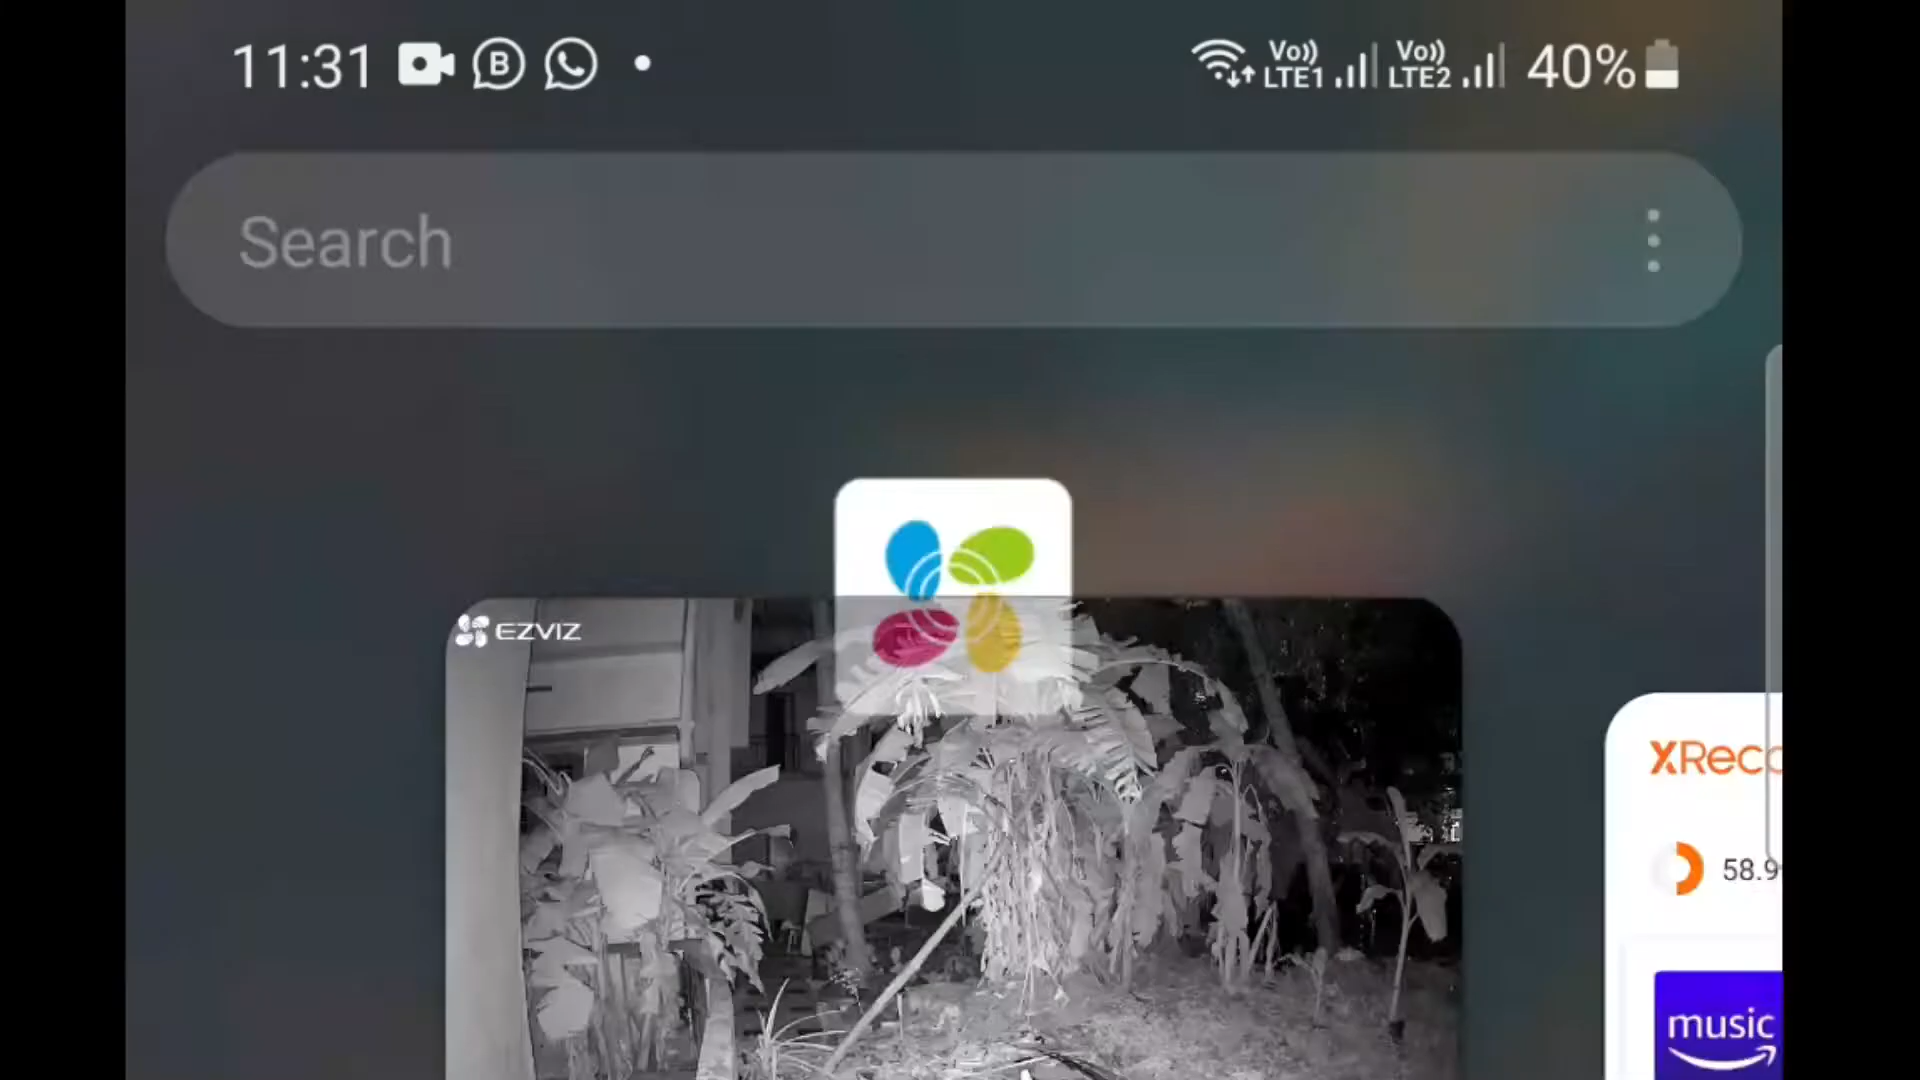 11:31 B Vo)) LTE1 Vo)) LTE2 40%
Search
EZVIZ
XRec
58.9
music